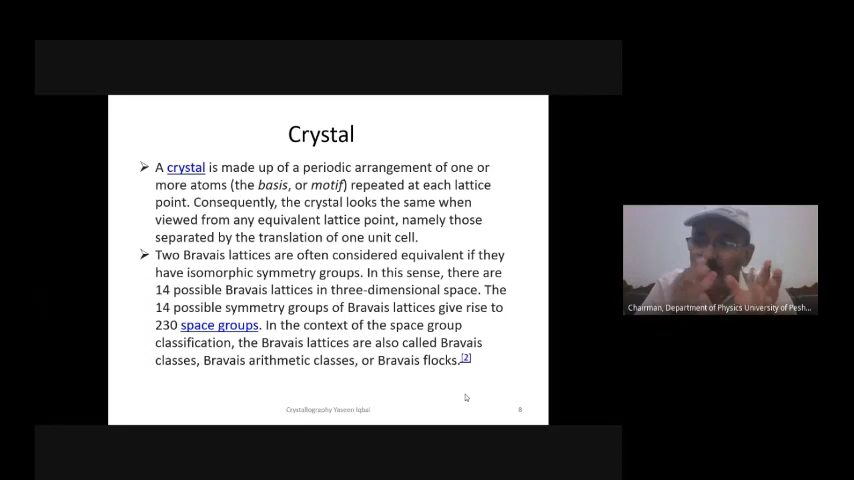 Crystal
➢ A crystal is made up of a periodic arrangement of one or
more atoms (the basis, or motif) repeated at each lattice
point. Consequently, the crystal looks the same when
viewed from any equivalent lattice point, namely those
separated by the translation of one unit cell.
➢ Two Bravais lattices are often considered equivalent if they
have isomorphic symmetry groups. In this sense, there are
14 possible Bravais lattices in three-dimensional space. The
14 possible symmetry groups of Bravais lattices give rise to
230 space groups. In the context of the space group
classification, the Bravais lattices are also called Bravais
classes, Bravais arithmetic classes, or Bravais flocks.[2]
Crystallography Yaseen Iqbal
8
Chairman, Department of Physics University of Pesh...